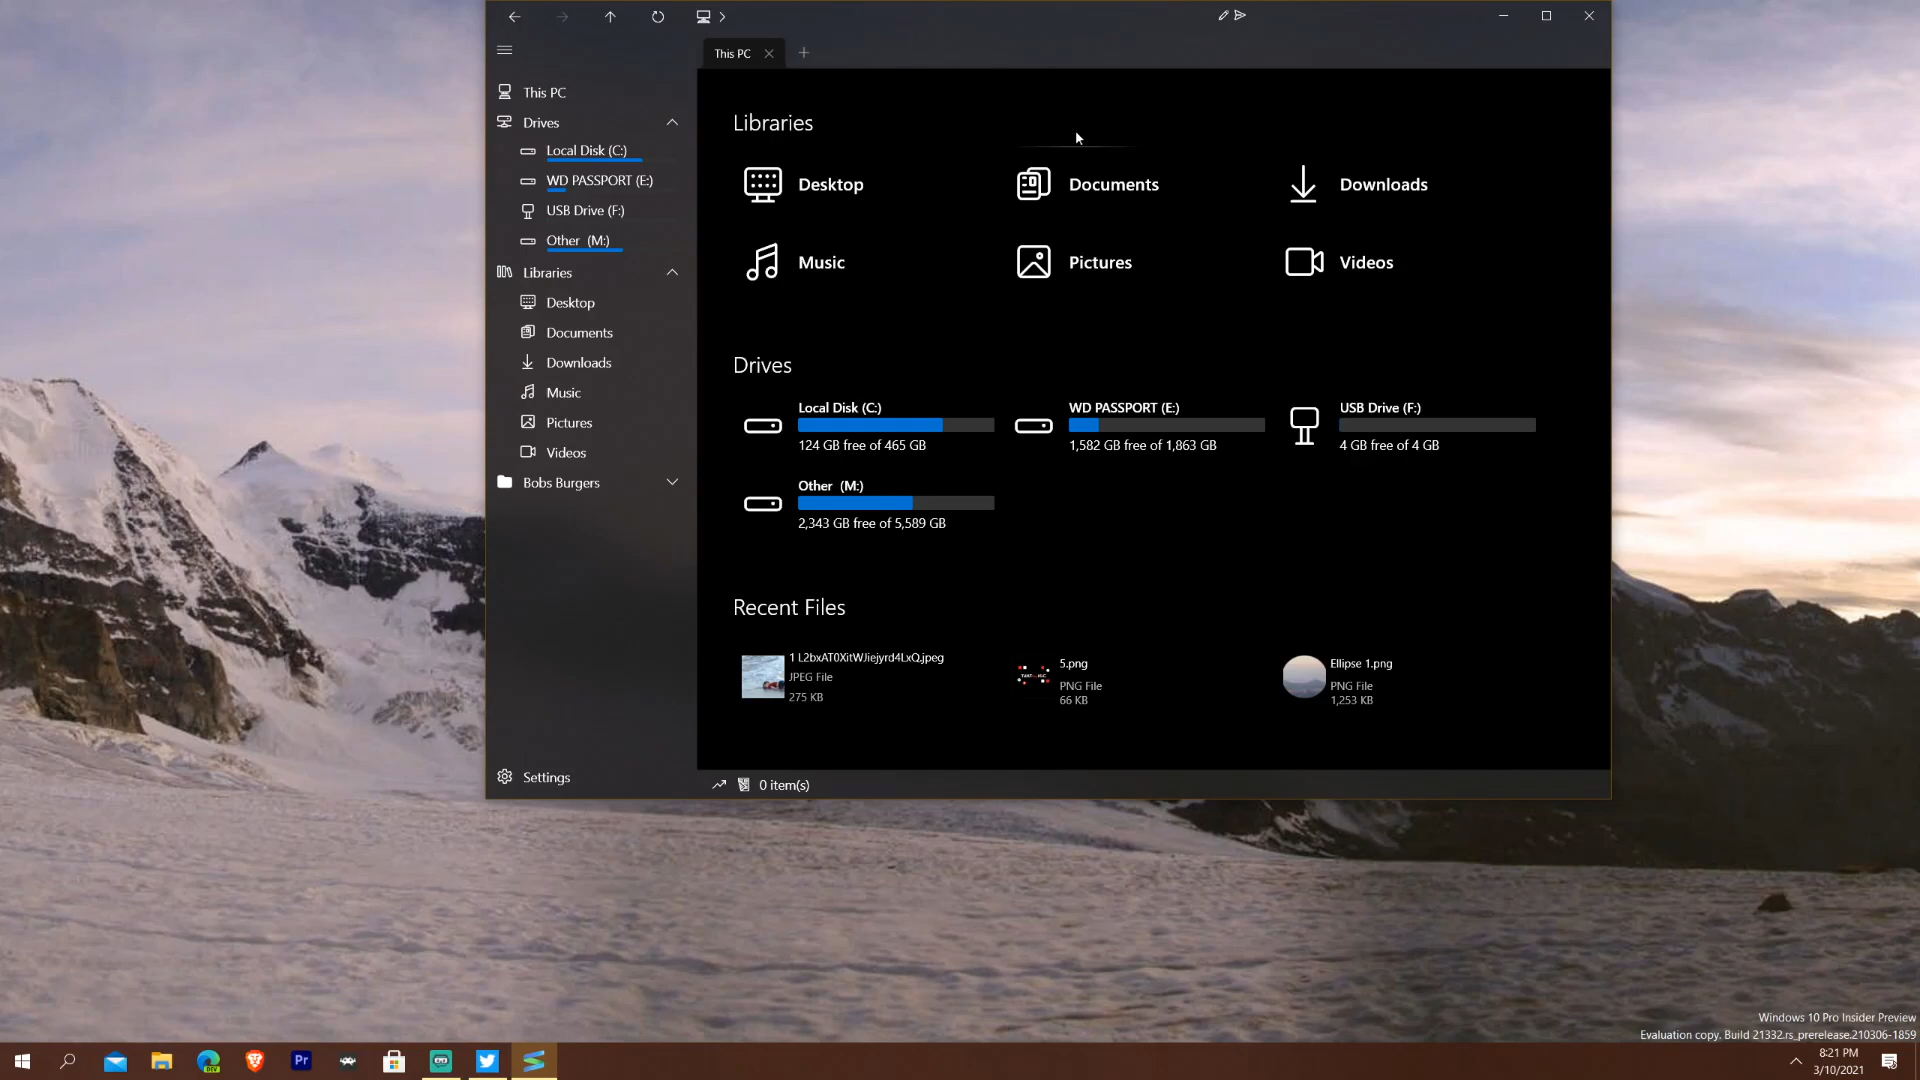 This PC
This PC
Drives
Local Disk (C:)
WD PASSPORT (E:)
USB Drive (F:)
Other (M:)
Libraries
Desktop
Documents
Downloads
Music
Pictures
Videos
Bobs Burgers
Settings
Libraries
Desktop
Documents
Downloads
Music
Pictures
Videos
Drives
Local Disk (C:)
124 GB free of 465 GB
WD PASSPORT (E:)
1,582 GB free of 1,863 GB
USB Drive (F:)
4 GB free of 4 GB
Other (M:)
2,343 GB free of 5,589 GB
Recent Files
1 L2bxAT0XitWJiejyrd4LxQ.jpeg
JPEG File
275 KB
5.png
PNG File
66 KB
Ellipse 1.png
PNG File
1,253 KB
0 item(s)
Windows 10 Pro Insider Preview
Evaluation copy. Build 21332.rs_prerelease.210306-1859
DEV
Pr
8:21 PM
3/10/2021